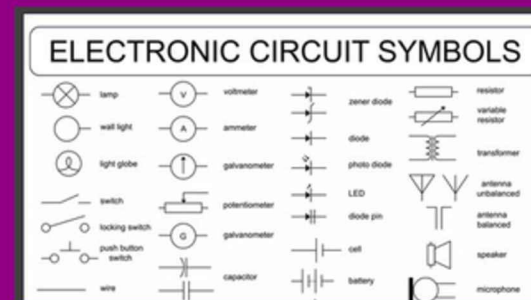 ELECTRONIC CIRCUIT SYMBOLS
lamp
wall light
light globe
switch
locking switch
push button
switch
wire
V
A
G
voltmeter
ammeter
galvanometer
potentiometer
galvanometer
capacitor
zener diode
diode
photo diode
LED
diode pin
cell
battery
resistor
variable
resistor
transformer
antenna
unbalanced
antenna
balanced
speaker
microphone